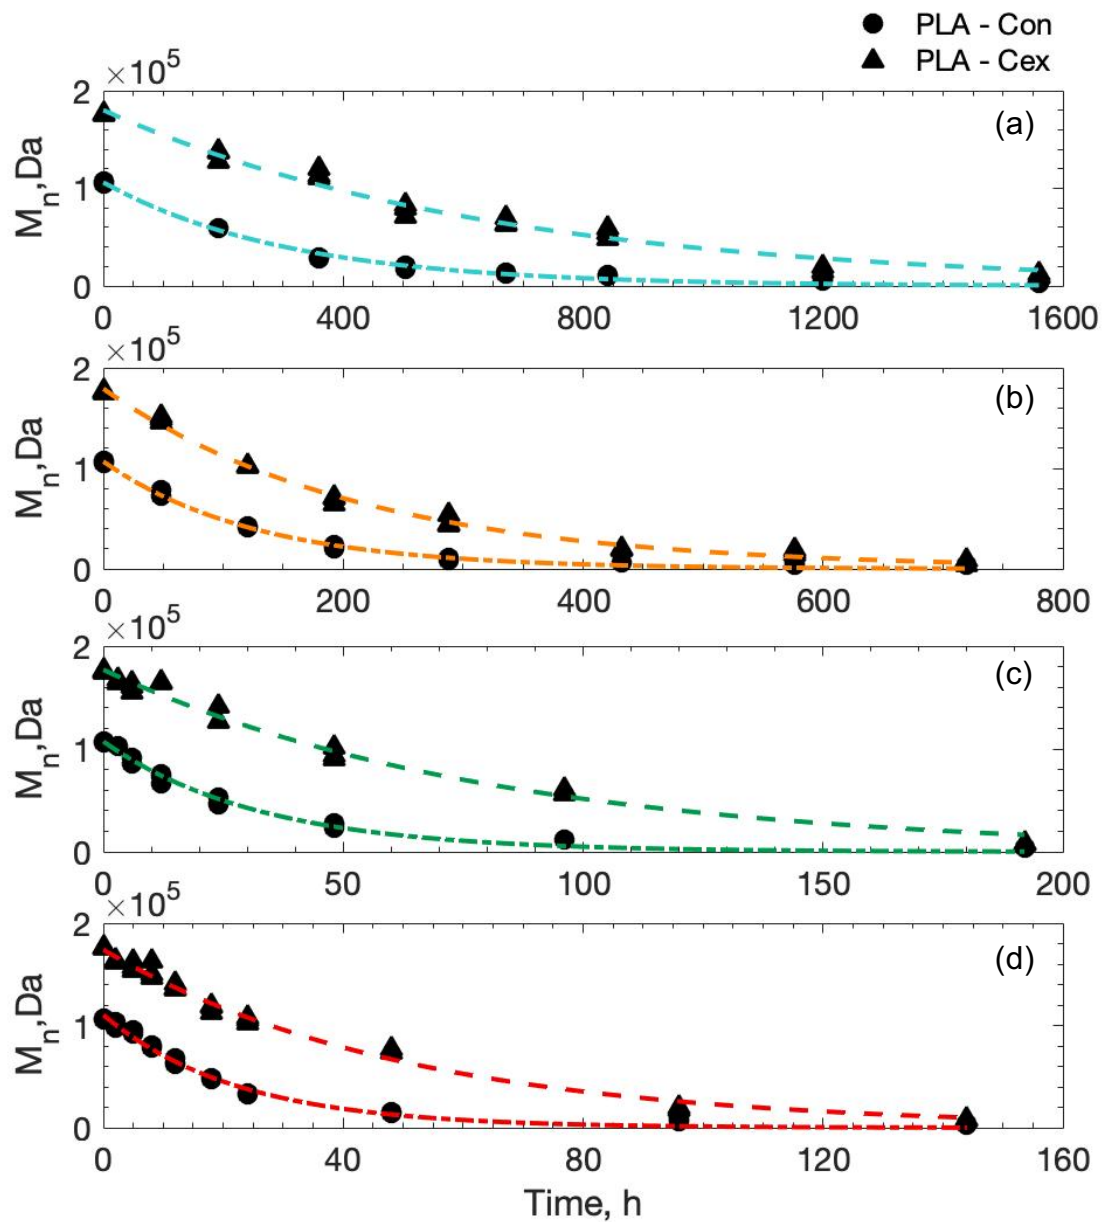 PLA - Con
PLA - Cex
×10⁵
2
(a)
Mₙ,Da
1
0
0 400 800 1200 1600
×10⁵
2
(b)
Mₙ,Da
1
0
0 200 400 600 800
×10⁵
2
(c)
Mₙ,Da
1
0
0 50 100 150 200
×10⁵
2
(d)
Mₙ,Da
1
0
0 40 80 120 160
Time, h